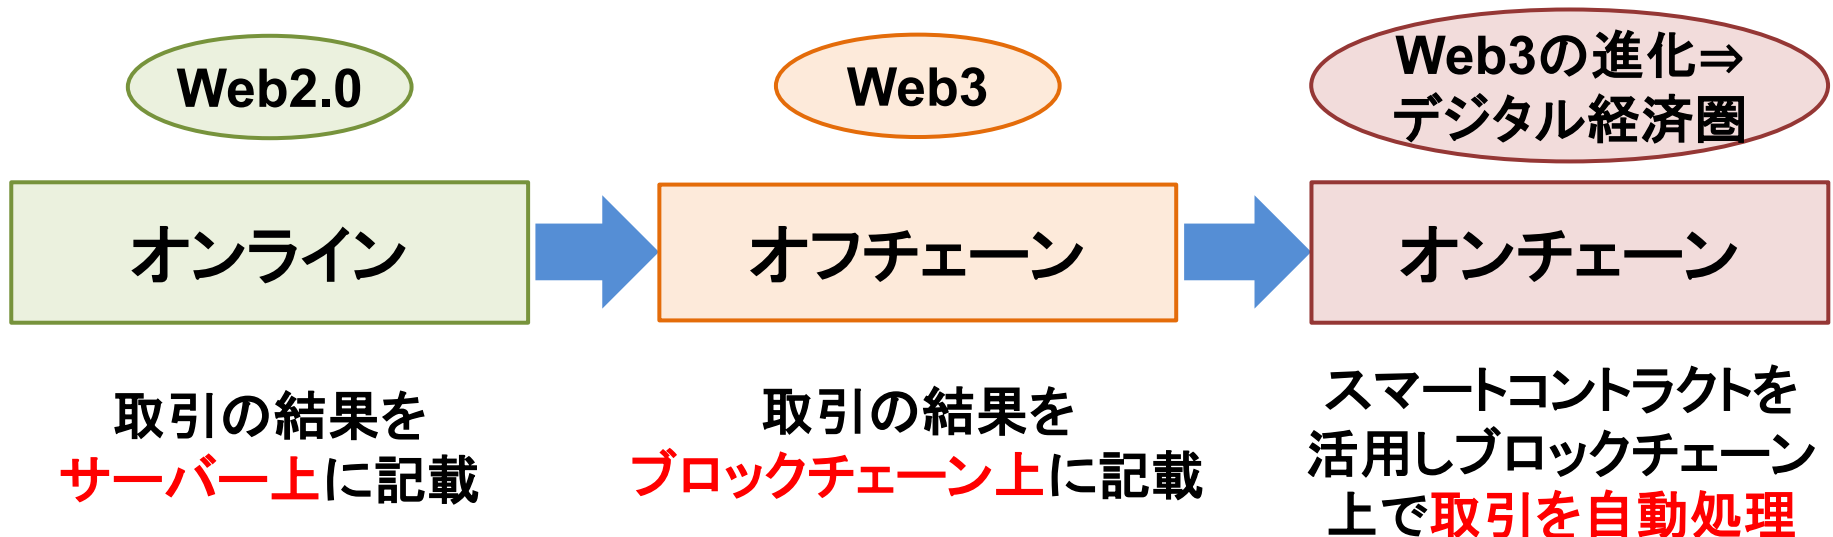 Web2.0
オンライン
取引の結果を
サーバー上に記載
Web3
オフチェーン
取引の結果を
ブロックチェーン上に記載
Web3の進化⇒
デジタル経済圏
オンチェーン
スマートコントラクトを
活用しブロックチェーン
上で取引を自動処理